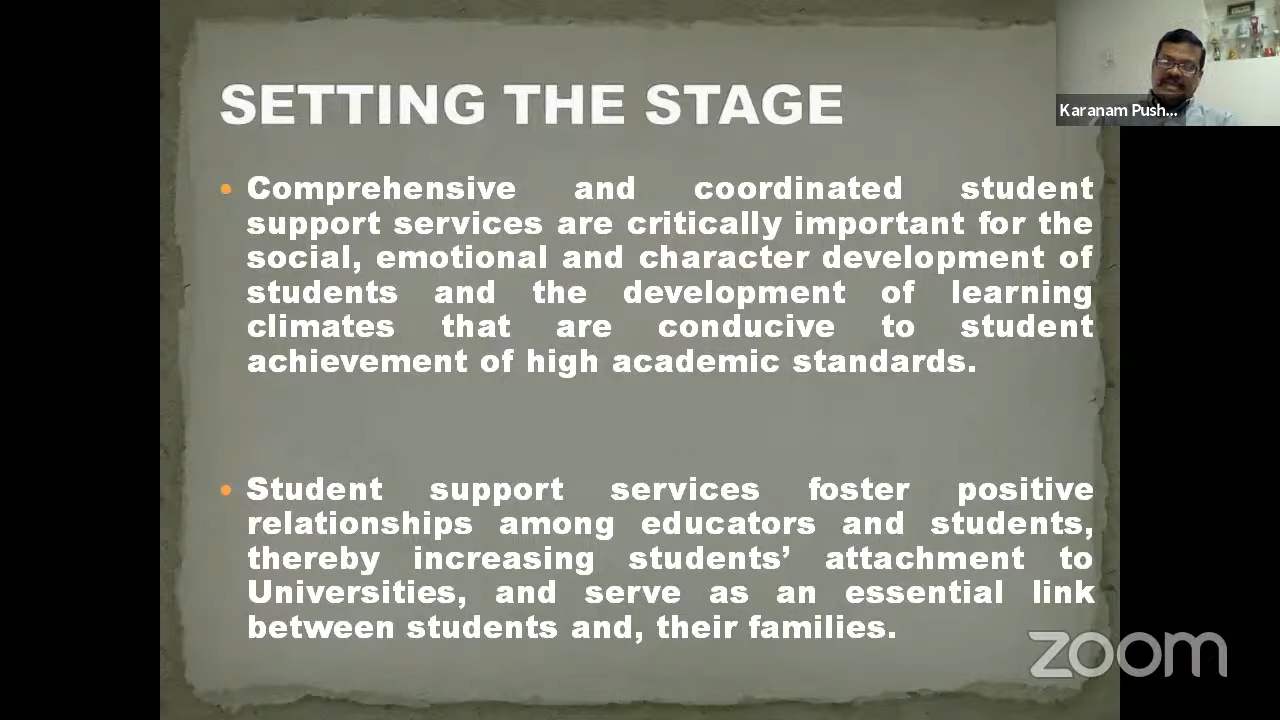 SETTING THE STAGE
Karanam Push...
• Comprehensive and coordinated student
support services are critically important for the
social, emotional and character development of
students and the development of learning
climates that are conducive to student
achievement of high academic standards.
• Student support services foster positive
relationships among educators and students,
thereby increasing students’ attachment to
Universities, and serve as an essential link
between students and, their families.
zoom